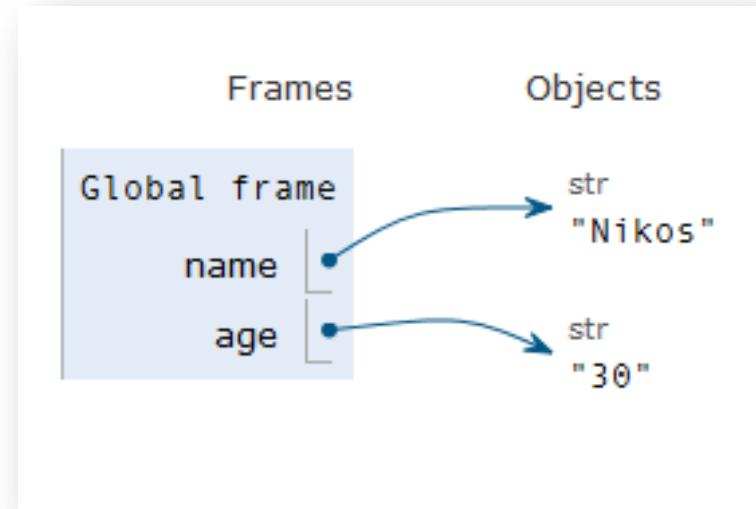 Frames Objects
Global frame
str
"Nikos"
name
age
str
"30"